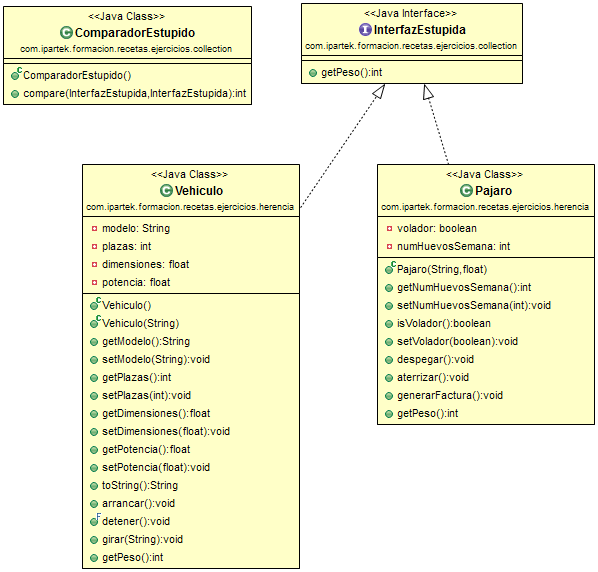 <<Java Class>>
ComparadorEstupido
com.ipartek.formacion.recetas.ejercicios.collection
ComparadorEstupido()
compare(InterfazEstupida,InterfazEstupida):int
<<Java Interface>>
InterfazEstupida
com.ipartek.formacion.recetas.ejercicios.collection
getPeso():int
<<Java Class>>
Vehiculo
com.ipartek.formacion.recetas.ejercicios.herencia
modelo: String
plazas: int
dimensiones: float
potencia: float
Vehiculo()
Vehiculo(String)
getModelo():String
setModelo(String):void
getPlazas():int
setPlazas(int):void
getDimensiones():float
setDimensiones(float):void
getPotencia():float
setPotencia(float):void
toString():String
arrancar():void
detener():void
girar(String):void
getPeso():int
<<Java Class>>
Pajaro
com.ipartek.formacion.recetas.ejercicios.herencia
volador: boolean
numHuevosSemana: int
Pajaro(String,float)
getNumHuevosSemana():int
setNumHuevosSemana(int):void
isVolador():boolean
setVolador(boolean):void
despegar():void
aterrizar():void
generarFactura():void
getPeso():int